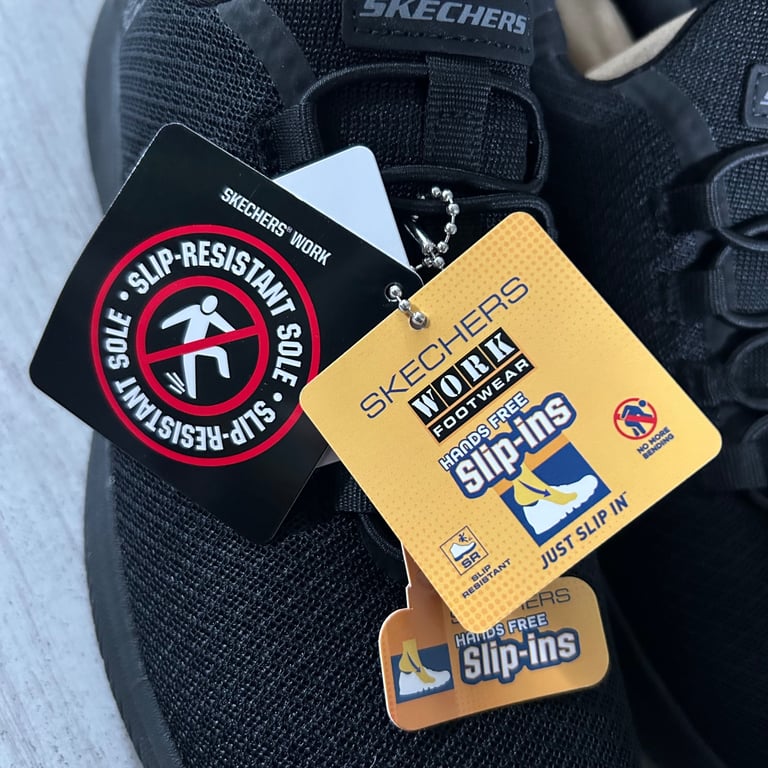 SKECHERS
SKECHERS® WORK
SLIP-RESISTANT SOLE • SLIP-RESISTANT SOLE •
SKECHERS
WORK
FOOTWEAR
HANDS FREE
Slip-ins
NO MORE
BENDING
SR
SLIP
RESISTANT
JUST SLIP IN™
SKECHERS
HANDS FREE
Slip-ins